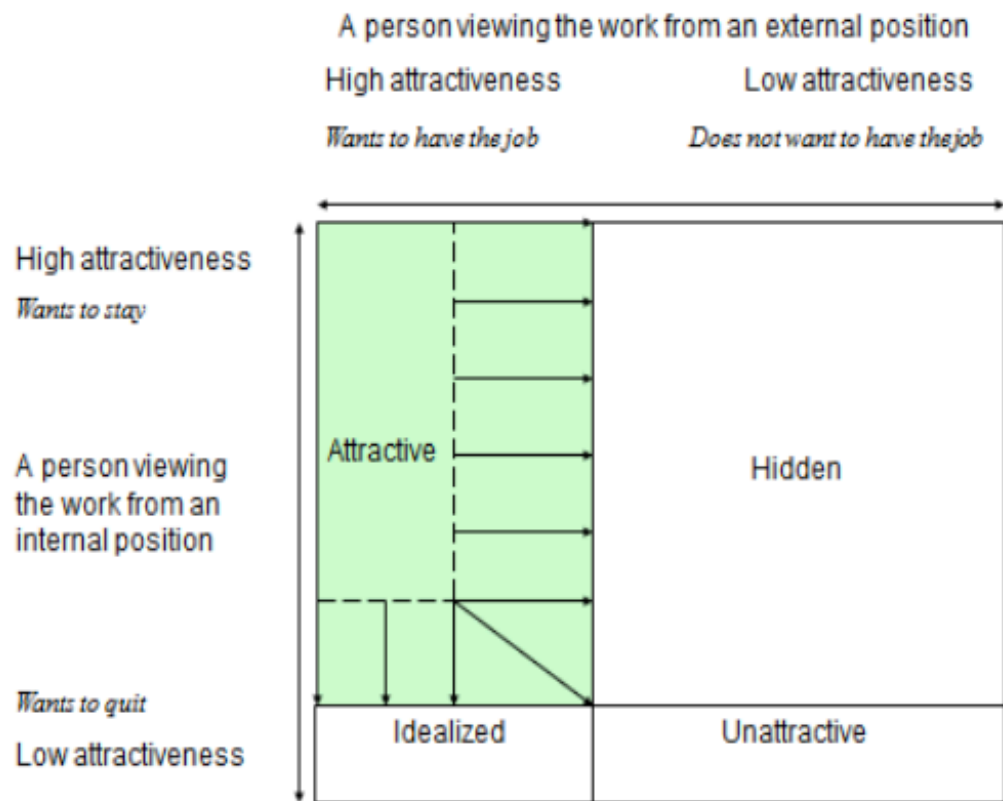 A person viewing the work from an external position
High attractiveness
Low attractiveness
Wants to have the job
Does not want to have thejob
High attractiveness
Wants to stay
Attractive
A person viewing
the work from an
internal position
Hidden
Wants to quit
Low attractiveness
Idealized
Unattractive